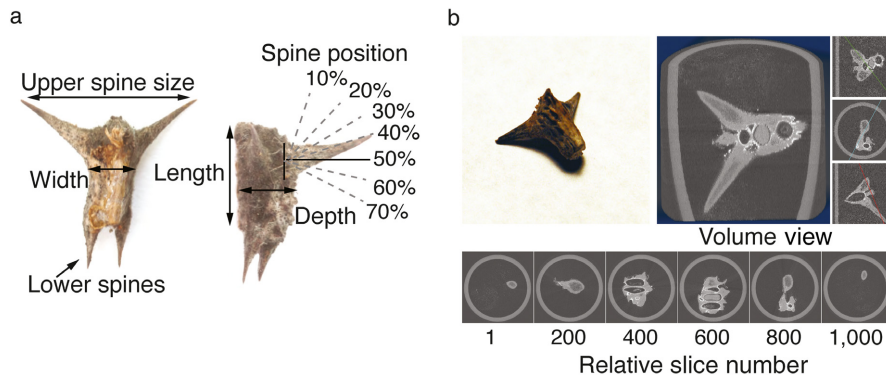 a
Upper spine size
Width
Lower spines
Spine position
10%
20%
30%
40%
50%
60%
70%
Length
Depth
b
Volume view
1 200 400 600 800 1,000
Relative slice number